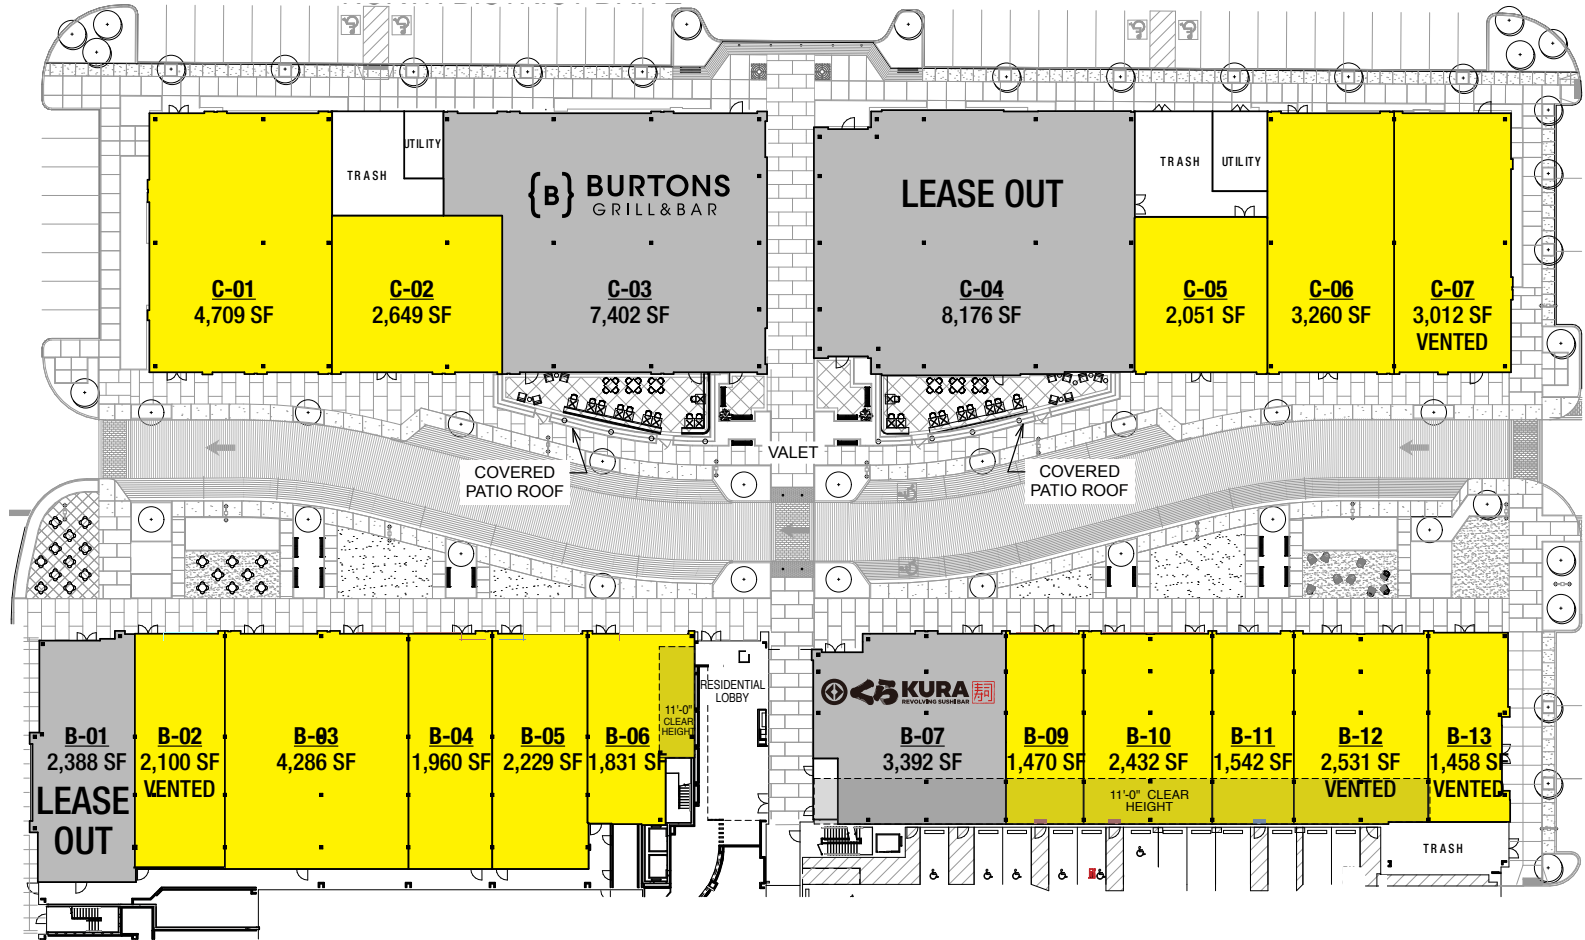 TRASH
UTILITY
{B} BURTONS
GRILL&BAR
LEASE OUT
TRASH
UTILITY
C-01
4,709 SF
C-02
2,649 SF
C-03
7,402 SF
C-04
8,176 SF
C-05
2,051 SF
C-06
3,260 SF
C-07
3,012 SF
VENTED
VALET
COVERED
PATIO ROOF
COVERED
PATIO ROOF
B-01
2,388 SF
LEASE
OUT
B-02
2,100 SF
VENTED
B-03
4,286 SF
B-04
1,960 SF
B-05
2,229 SF
B-06
1,831 SF
11'-0"
CLEAR
HEIGHT
RESIDENTIAL
LOBBY
くら KURA 寿司
REVOLVING SUSHI BAR
B-07
3,392 SF
B-09
1,470 SF
B-10
2,432 SF
11'-0" CLEAR
HEIGHT
B-11
1,542 SF
B-12
2,531 SF
VENTED
B-13
1,458 SF
VENTED
TRASH